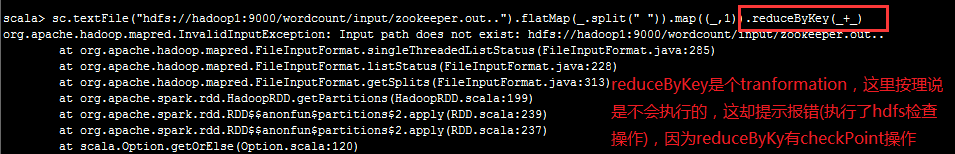 scala> sc.textFile("hdfs://hadoop1:9000/wordcount/input/zookeeper.out..").flatMap(_.split(" ")).map((_,1)).reduceByKey(_+_)
org.apache.hadoop.mapred.InvalidInputException: Input path does not exist: hdfs://hadoop1:9000/wordcount/input/zookeeper.out..
at org.apache.hadoop.mapred.FileInputFormat.singleThreadedListStatus(FileInputFormat.java:285)
at org.apache.hadoop.mapred.FileInputFormat.listStatus(FileInputFormat.java:228)
at org.apache.hadoop.mapred.FileInputFormat.getSplits(FileInputFormat.java:313)
at org.apache.spark.rdd.HadoopRDD.getPartitions(HadoopRDD.scala:199)
at org.apache.spark.rdd.RDD$$anonfun$partitions$2.apply(RDD.scala:239)
at org.apache.spark.rdd.RDD$$anonfun$partitions$2.apply(RDD.scala:237)
at scala.Option.getOrElse(Option.scala:120)
reduceByKey是个tranformation，这里按理说
是不会执行的，这却提示报错(执行了hdfs检查
操作)，因为reduceByKy有checkPoint操作